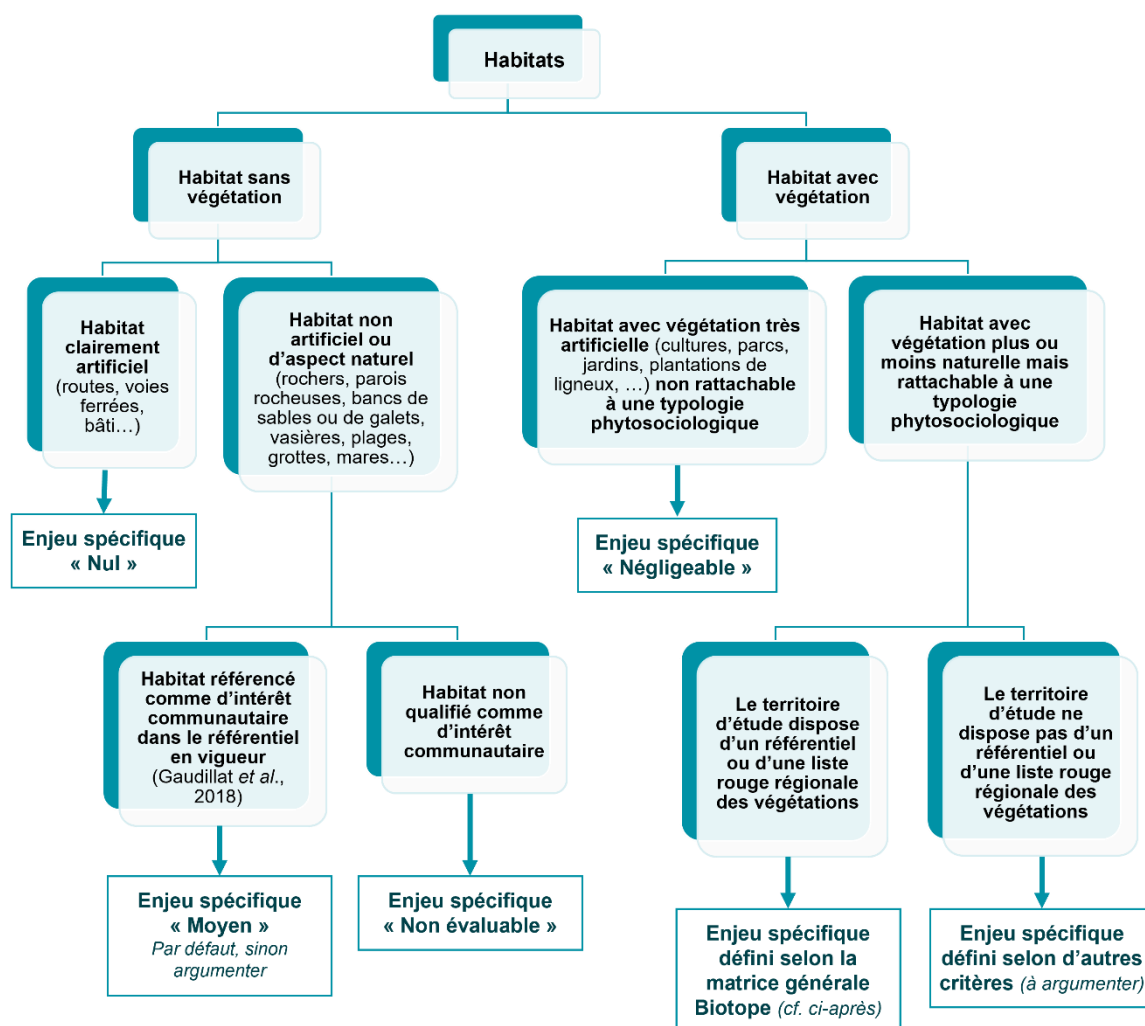 Habitats
Habitat sans
végétation
Habitat avec
végétation
Habitat
clairement
artificiel
(routes, voies
ferrées,
bâti…)
Habitat non
artificiel ou
d’aspect naturel
(rochers, parois
rocheuses, bancs de
sables ou de galets,
vasières, plages,
grottes, mares…)
Habitat avec végétation très
artificielle (cultures, parcs,
jardins, plantations de
ligneux, …) non rattachable
à une typologie
phytosociologique
Habitat avec
végétation plus ou
moins naturelle mais
rattachable à une
typologie
phytosociologique
Enjeu spécifique
« Nul »
Enjeu spécifique
« Négligeable »
Habitat référencé
comme d’intérêt
communautaire
dans le référentiel
en vigueur
(Gaudillat et al.,
2018)
Habitat non
qualifié comme
d’intérêt
communautaire
Le territoire
d’étude dispose
d’un référentiel
ou d’une liste
rouge régionale
des végétations
Le territoire
d’étude ne
dispose pas d’un
référentiel ou
d’une liste rouge
régionale des
végétations
Enjeu spécifique
« Moyen »
Par défaut, sinon
argumenter
Enjeu spécifique
« Non évaluable »
Enjeu spécifique
défini selon la
matrice générale
Biotope (cf. ci-après)
Enjeu spécifique
défini selon d’autres
critères (à argumenter)